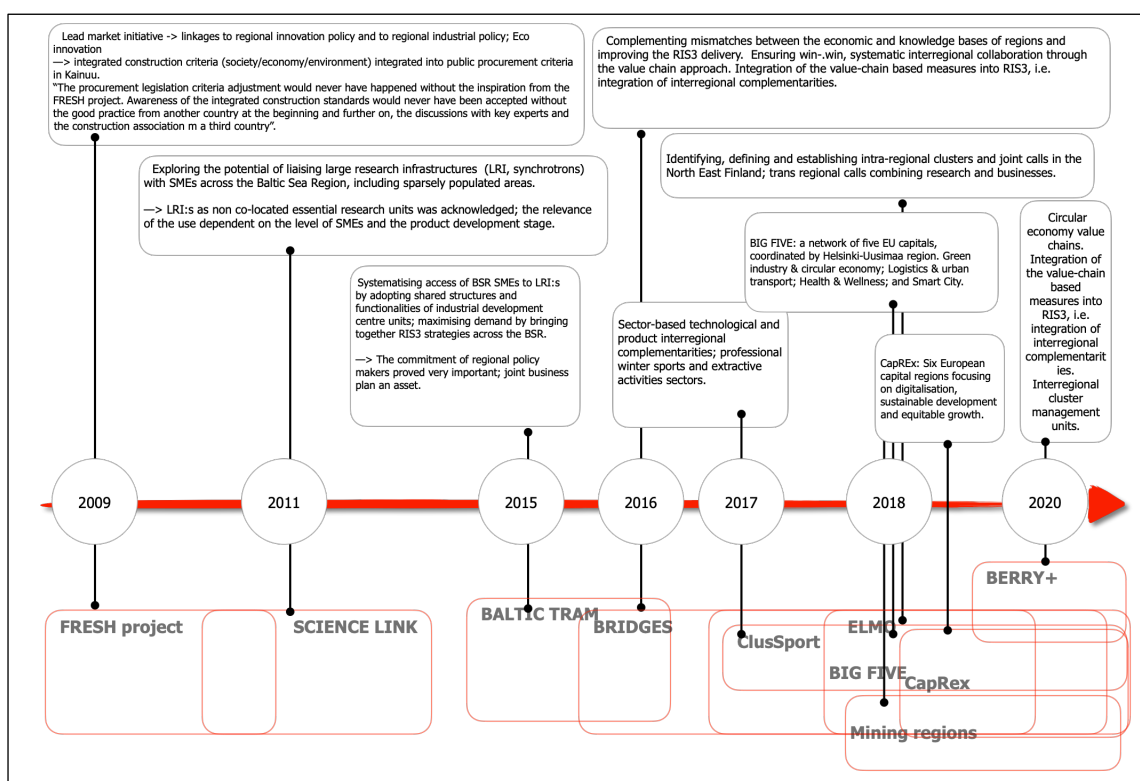 Lead market initiative -> linkages to regional innovation policy and to regional industrial policy; Eco
innovation
—> integrated construction criteria (society/economy/environment) integrated into public procurement criteria
in Kainuu.
“The procurement legislation criteria adjustment would never have happened without the inspiration from the
FRESH project. Awareness of the integrated construction standards would never have been accepted without
the good practice from another country at the beginning and further on, the discussions with key experts and
the construction association m a third country”.
Complementing mismatches between the economic and knowledge bases of regions and
improving the RIS3 delivery. Ensuring win-.win, systematic interregional collaboration through
the value chain approach. Integration of the value-chain based measures into RIS3, i.e.
integration of interregional complementarities.
Exploring the potential of liaising large research infrastructures (LRI, synchrotrons)
with SMEs across the Baltic Sea Region, including sparsely populated areas.
—> LRI:s as non co-located essential research units was acknowledged; the relevance
of the use dependent on the level of SMEs and the product development stage.
Identifying, defining and establishing intra-regional clusters and joint calls in the
North East Finland; trans regional calls combining research and businesses.
Systematising access of BSR SMEs to LRI:s
by adopting shared structures and
functionalities of industrial development
centre units; maximising demand by bringing
together RIS3 strategies across the BSR.
—> The commitment of regional policy
makers proved very important; joint business
plan an asset.
Sector-based technological and
product interregional
complementarities; professional
winter sports and extractive
activities sectors.
BIG FIVE: a network of five EU capitals,
coordinated by Helsinki-Uusimaa region. Green
industry & circular economy; Logistics & urban
transport; Health & Wellness; and Smart City.
CapREx: Six European
capital regions focusing
on digitalisation,
sustainable development
and equitable growth.
Circular
economy value
chains.
Integration of
the value-chain
based
measures into
RIS3, i.e.
integration of
interregional
complementarit
ies.
Interregional
cluster
management
units.
2009
2011
2015
2016
2017
2018
2020
FRESH project
SCIENCE LINK
BALTIC TRAM
BRIDGES
ClusSport
ELMO
BIG FIVE
CapRex
Mining regions
BERRY+